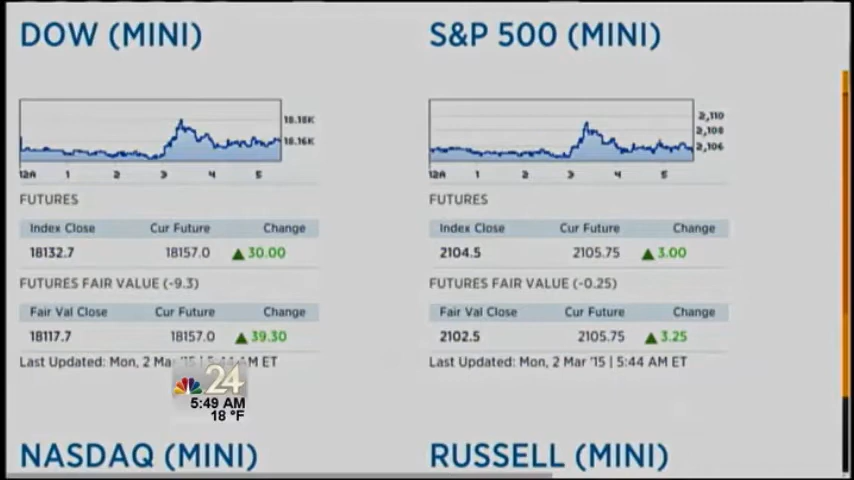 DOW (MINI)
18.18K
18.16K
12A 1 2 3 4 5
FUTURES
Index Close Cur Future Change
18132.7 18157.0 ▲30.00
FUTURES FAIR VALUE (-9.3)
Fair Val Close Cur Future Change
18117.7 18157.0 ▲39.30
Last Updated: Mon, 2 Mar '15 | 5:44 AM ET
S&P 500 (MINI)
2,110
2,108
2,106
12A 1 2 3 4 5
FUTURES
Index Close Cur Future Change
2104.5 2105.75 ▲3.00
FUTURES FAIR VALUE (-0.25)
Fair Val Close Cur Future Change
2102.5 2105.75 ▲3.25
Last Updated: Mon, 2 Mar '15 | 5:44 AM ET
24
5:49 AM
18 °F
NASDAQ (MINI)
RUSSELL (MINI)